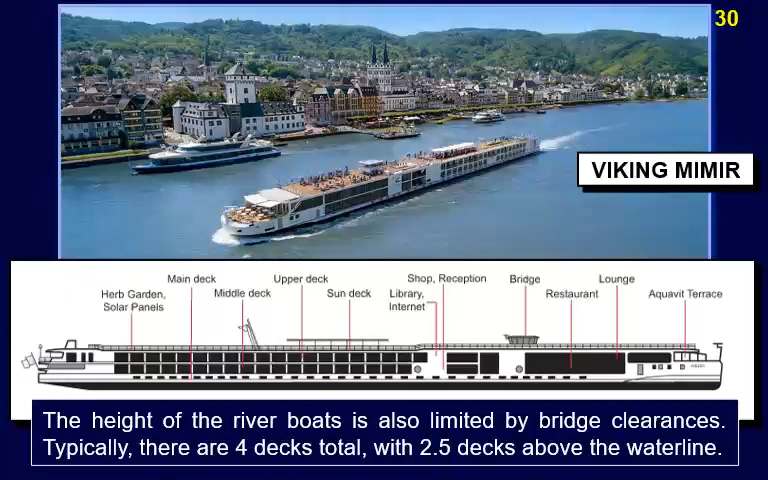 30
VIKING MIMIR
Main deck
Upper deck
Shop, Reception
Bridge
Lounge
Herb Garden,
Solar Panels
Middle deck
Sun deck
Library,
Internet
Restaurant
Aquavit Terrace
The height of the river boats is also limited by bridge clearances.
Typically, there are 4 decks total, with 2.5 decks above the waterline.